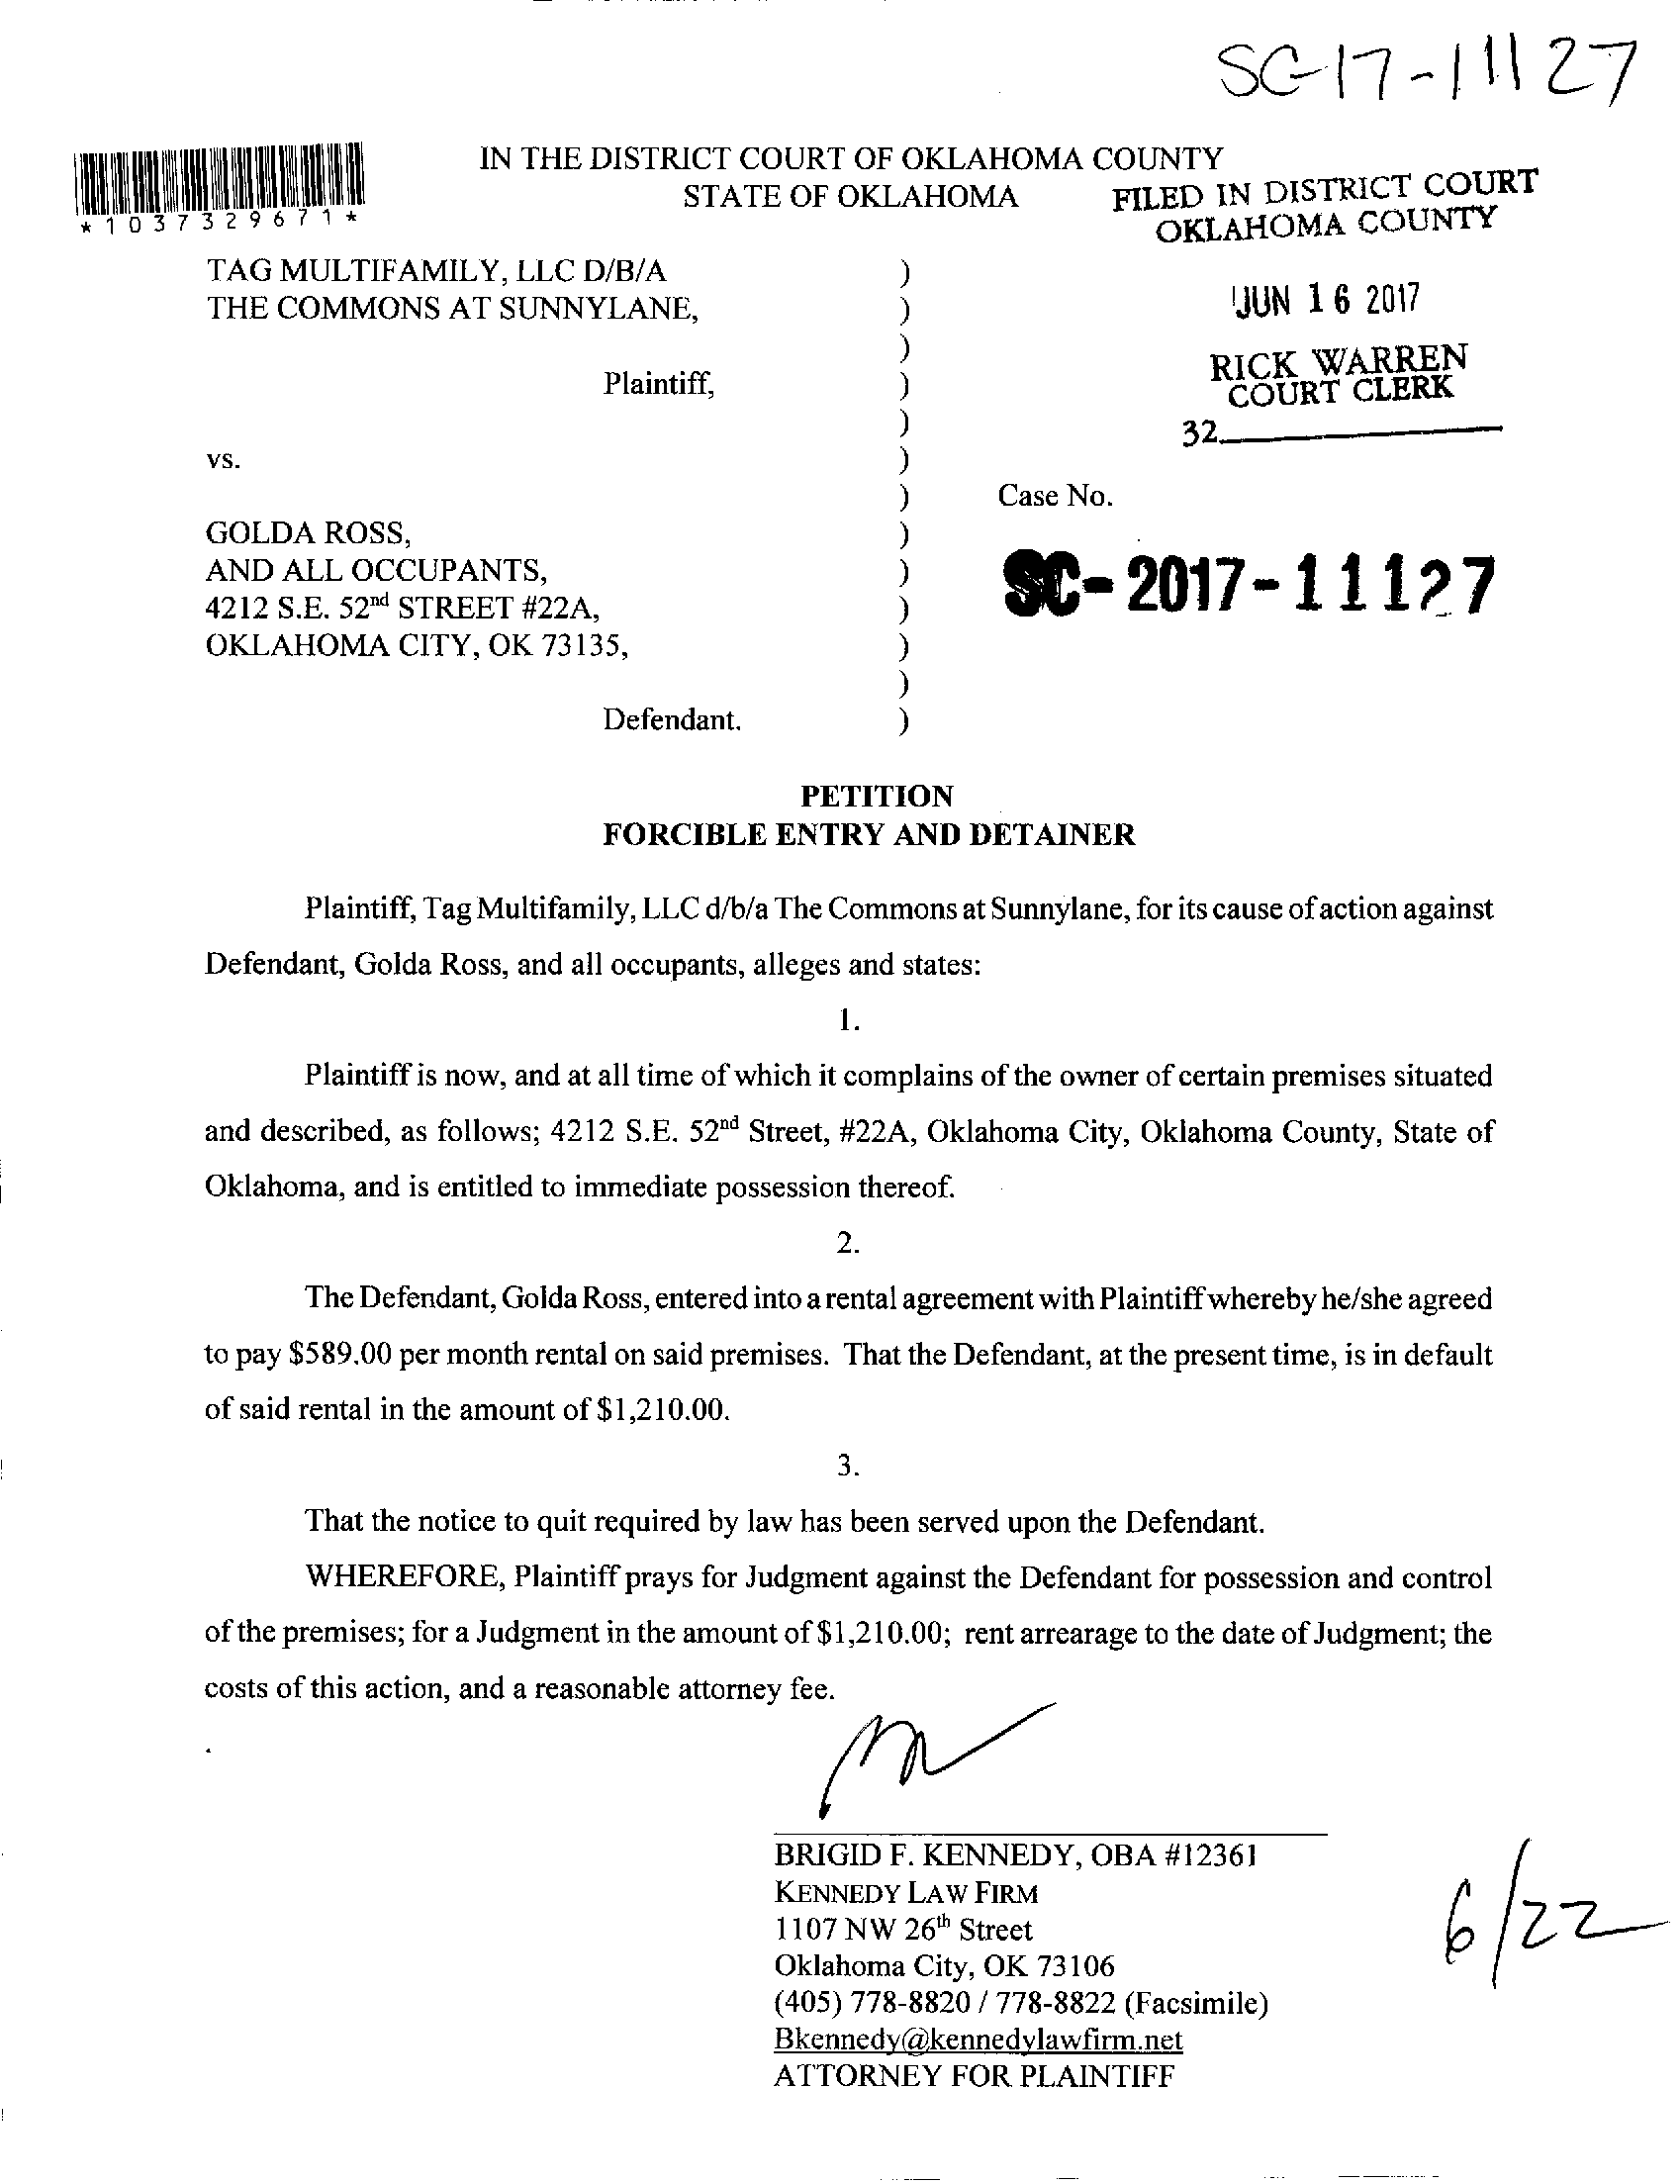 SC-17-11127
IN THE DISTRICT COURT OF OKLAHOMA COUNTY
STATE OF OKLAHOMA
FILED IN DISTRICT COURT
OKLAHOMA COUNTY
*1037329671*
TAG MULTIFAMILY, LLC D/B/A )
THE COMMONS AT SUNNYLANE, )
JUN 16 2017
)
RICK WARREN
COURT CLERK
Plaintiff, )
)
32
vs. )
) Case No.
GOLDA ROSS, )
AND ALL OCCUPANTS, )
SC-2017-11127
4212 S.E. 52nd STREET #22A, )
OKLAHOMA CITY, OK 73135, )
)
Defendant. )
PETITION
FORCIBLE ENTRY AND DETAINER
Plaintiff, Tag Multifamily, LLC d/b/a The Commons at Sunnylane, for its cause of action against
Defendant, Golda Ross, and all occupants, alleges and states:
1.
Plaintiff is now, and at all time of which it complains of the owner of certain premises situated
and described, as follows; 4212 S.E. 52nd Street, #22A, Oklahoma City, Oklahoma County, State of
Oklahoma, and is entitled to immediate possession thereof.
2.
The Defendant, Golda Ross, entered into a rental agreement with Plaintiff whereby he/she agreed
to pay $589.00 per month rental on said premises. That the Defendant, at the present time, is in default
of said rental in the amount of $1,210.00.
3.
That the notice to quit required by law has been served upon the Defendant.
WHEREFORE, Plaintiff prays for Judgment against the Defendant for possession and control
of the premises; for a Judgment in the amount of $1,210.00; rent arrearage to the date of Judgment; the
costs of this action, and a reasonable attorney fee.
BRIGID F. KENNEDY, OBA #12361
KENNEDY LAW FIRM
1107 NW 26th Street
6/22
Oklahoma City, OK 73106
(405) 778-8820 / 778-8822 (Facsimile)
Bkennedy@kennedylawfirm.net
ATTORNEY FOR PLAINTIFF